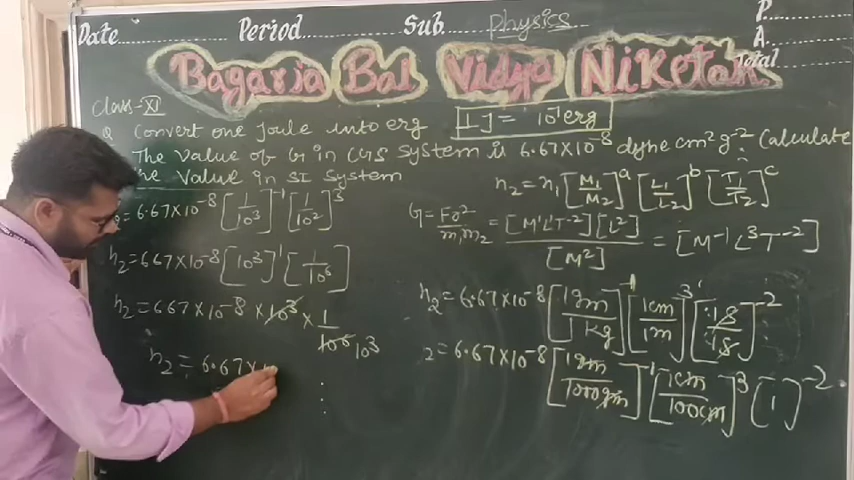 Date Period Sub physics P
A
Total
Bagaria Bal Vidya NiKetan
Class-XI
Q Convert one joule into erg 1J = 10⁷erg
The Value of G in CGS System is 6.67×10⁻⁸ dyne cm² g⁻² Calculate
The Value in SI System
n₂=n₁[M₁/M₂]ᵃ [L₁/L₂]ᵇ [T₁/T₂]ᶜ
G=Fr²/m₁m₂ = [M¹L¹T⁻²][L²]/[M²] = [M⁻¹L³T⁻²]
n₂=6.67×10⁻⁸[1gm/1kg]⁻¹[1cm/1m]³[1s/1s]⁻²
₂=6.67×10⁻⁸[1gm/1000gm]⁻¹[1cm/100cm]³[1]⁻²
=6.67×10⁻⁸[1/10³]⁻¹[1/10²]³
n₂=6.67×10⁻⁸[10³]¹[1/10⁶]
n₂=6.67×10⁻⁸×10³×1/10⁶ 10³
n₂=6.67×